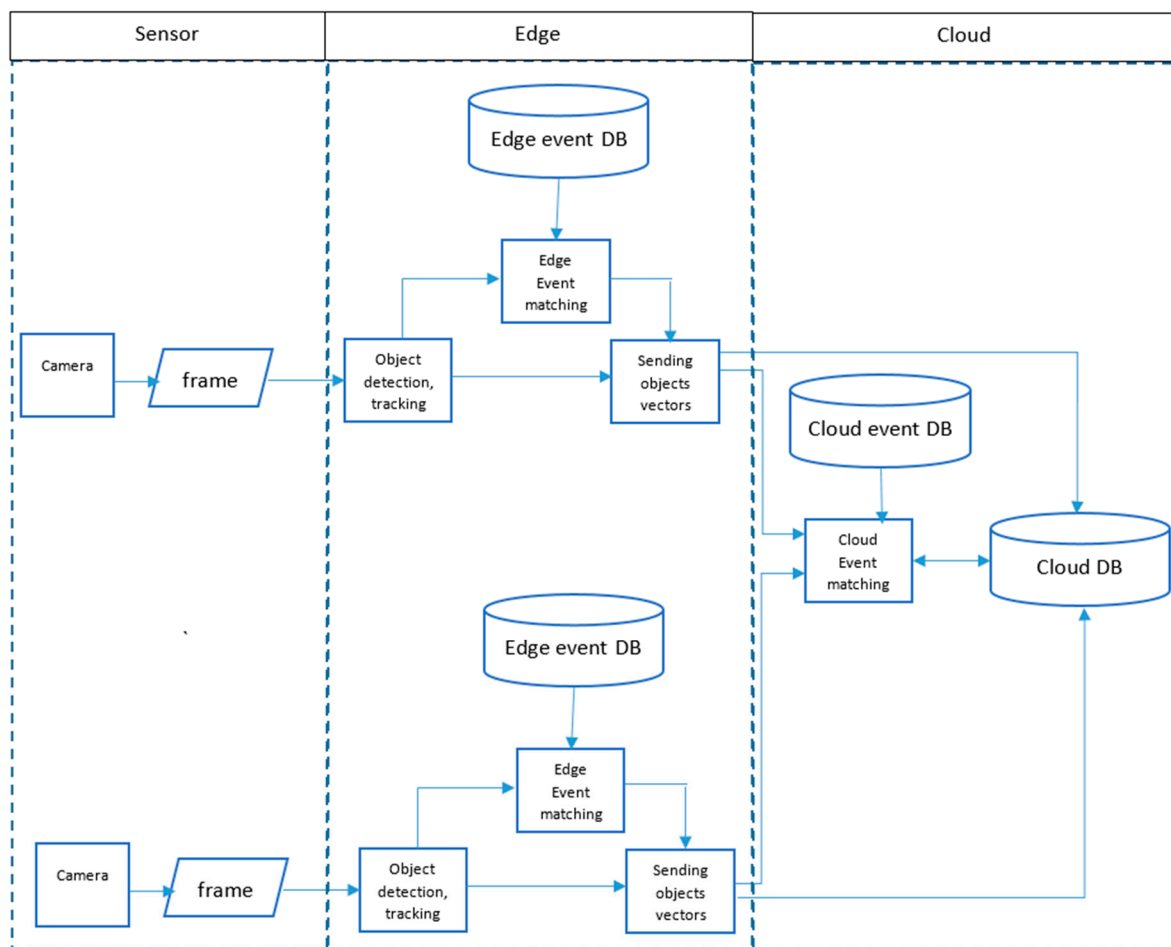 Sensor
Edge
Cloud
Edge event DB
Edge
Event
matching
Camera
frame
Object
detection,
tracking
Sending
objects
vectors
Cloud event DB
Cloud
Event
matching
Cloud DB
Edge event DB
Edge
Event
matching
Camera
frame
Object
detection,
tracking
Sending
objects
vectors